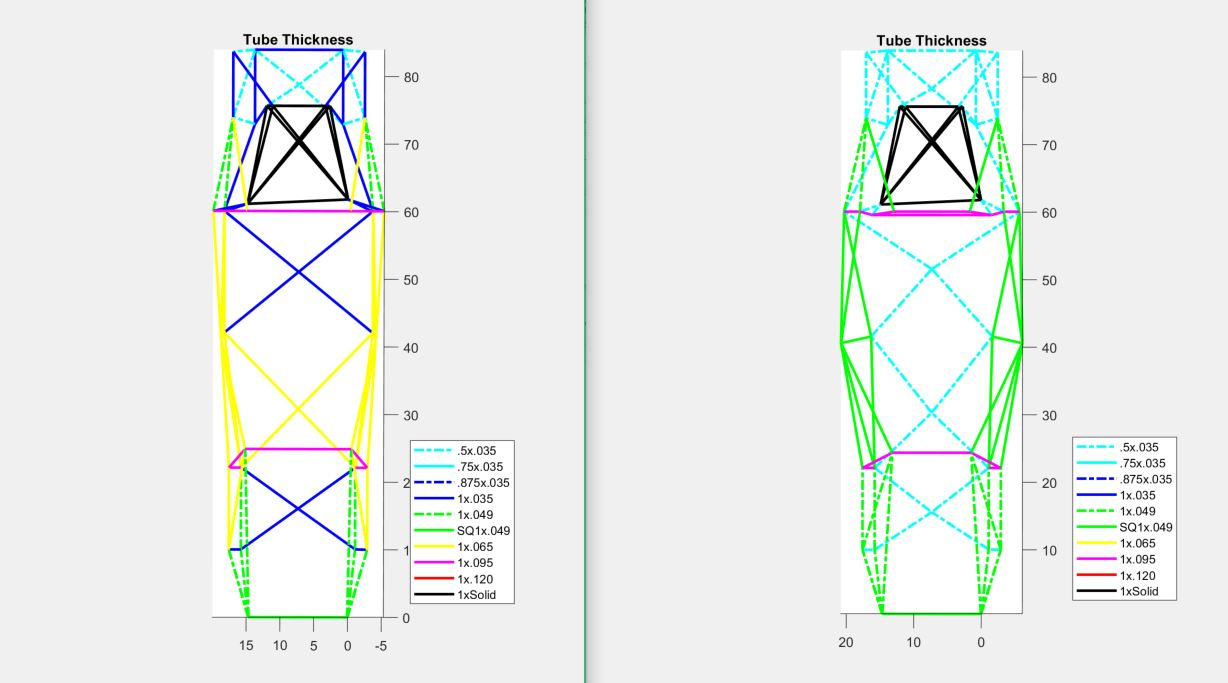 Tube Thickness
80
70
60
50
40
30
2
1
0
15 10 5 0 -5
.5x.035
.75x.035
.875x.035
1x.035
1x.049
SQ1x.049
1x.065
1x.095
1x.120
1xSolid
Tube Thickness
80
70
60
50
40
30
20
10
20 10 0
.5x.035
.75x.035
.875x.035
1x.035
1x.049
SQ1x.049
1x.065
1x.095
1x.120
1xSolid